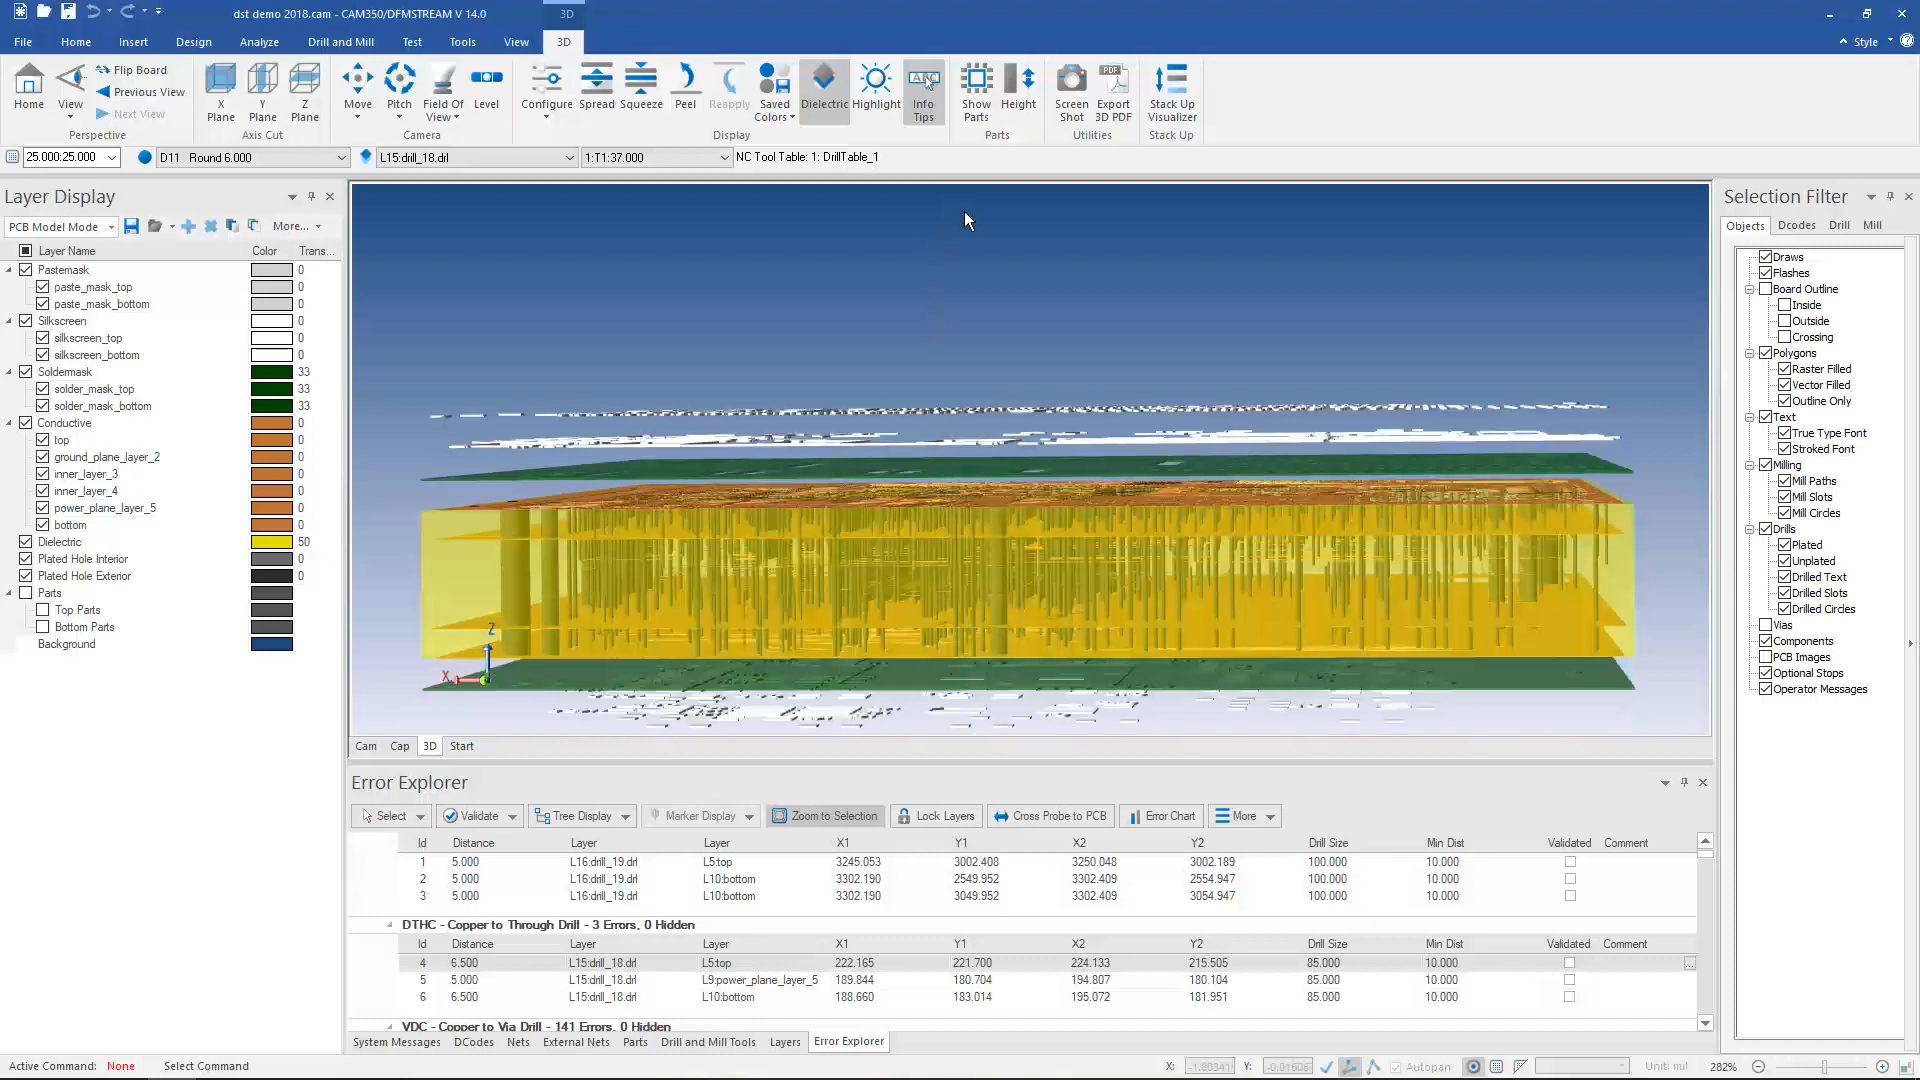 dst demo 2018.cam - CAM350/DFMSTREAM V 14.0
3D
File Home Insert Design Analyze Drill and Mill Test Tools View 3D Style
Home View Flip Board Previous View Next View Perspective
X Plane Y Plane Z Plane Axis Cut
Move Pitch Field Of View Level Camera
Configure Spread Squeeze Peel Reapply Saved Colors Dielectric Highlight Info Tips Display
Show Parts Height Parts
Screen Shot Export 3D PDF Utilities
Stack Up Visualizer Stack Up
25.000:25.000 D11 Round 6.000 L15:drill_18.drl 1:T1:37.000 NC Tool Table: 1: DrillTable_1
Layer Display
PCB Model Mode More...
Layer Name Color Trans...
Pastemask 0
paste_mask_top 0
paste_mask_bottom 0
Silkscreen 0
silkscreen_top 0
silkscreen_bottom 0
Soldermask 33
solder_mask_top 33
solder_mask_bottom 33
Conductive 0
top 0
ground_plane_layer_2 0
inner_layer_3 0
inner_layer_4 0
power_plane_layer_5 0
bottom 0
Dielectric 50
Plated Hole Interior 0
Plated Hole Exterior 0
Parts
Top Parts
Bottom Parts
Background
Z
X
Cam Cap 3D Start
Selection Filter
Objects Dcodes Drill Mill
Draws
Flashes
Board Outline
Inside
Outside
Crossing
Polygons
Raster Filled
Vector Filled
Outline Only
Text
True Type Font
Stroked Font
Milling
Mill Paths
Mill Slots
Mill Circles
Drills
Plated
Unplated
Drilled Text
Drilled Slots
Drilled Circles
Vias
Components
PCB Images
Optional Stops
Operator Messages
Error Explorer
Select Validate Tree Display Marker Display Zoom to Selection Lock Layers Cross Probe to PCB Error Chart More
Id Distance Layer Layer X1 Y1 X2 Y2 Drill Size Min Dist Validated Comment
1 5.000 L16:drill_19.drl L5:top 3245.053 3002.408 3250.048 3002.189 100.000 10.000
2 5.000 L16:drill_19.drl L10:bottom 3302.190 2549.952 3302.409 2554.947 100.000 10.000
3 5.000 L16:drill_19.drl L10:bottom 3302.190 3049.952 3302.409 3054.947 100.000 10.000
DTHC - Copper to Through Drill - 3 Errors, 0 Hidden
Id Distance Layer Layer X1 Y1 X2 Y2 Drill Size Min Dist Validated Comment
4 6.500 L15:drill_18.drl L5:top 222.165 221.700 224.133 215.505 85.000 10.000 ...
5 5.000 L15:drill_18.drl L9:power_plane_layer_5 189.844 180.704 194.807 180.104 85.000 10.000
6 6.500 L15:drill_18.drl L10:bottom 188.660 183.014 195.072 181.951 85.000 10.000
VDC - Copper to Via Drill - 141 Errors, 0 Hidden
System Messages DCodes Nets External Nets Parts Drill and Mill Tools Layers Error Explorer
Active Command: None Select Command X: Y: Autopan Unit: mil 282%